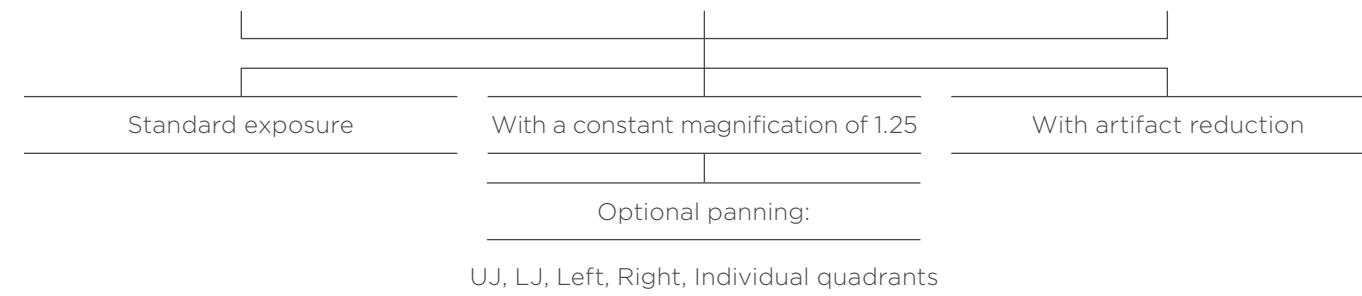 Standard exposure
With a constant magnification of 1.25
With artifact reduction
Optional panning:
UJ, LJ, Left, Right, Individual quadrants